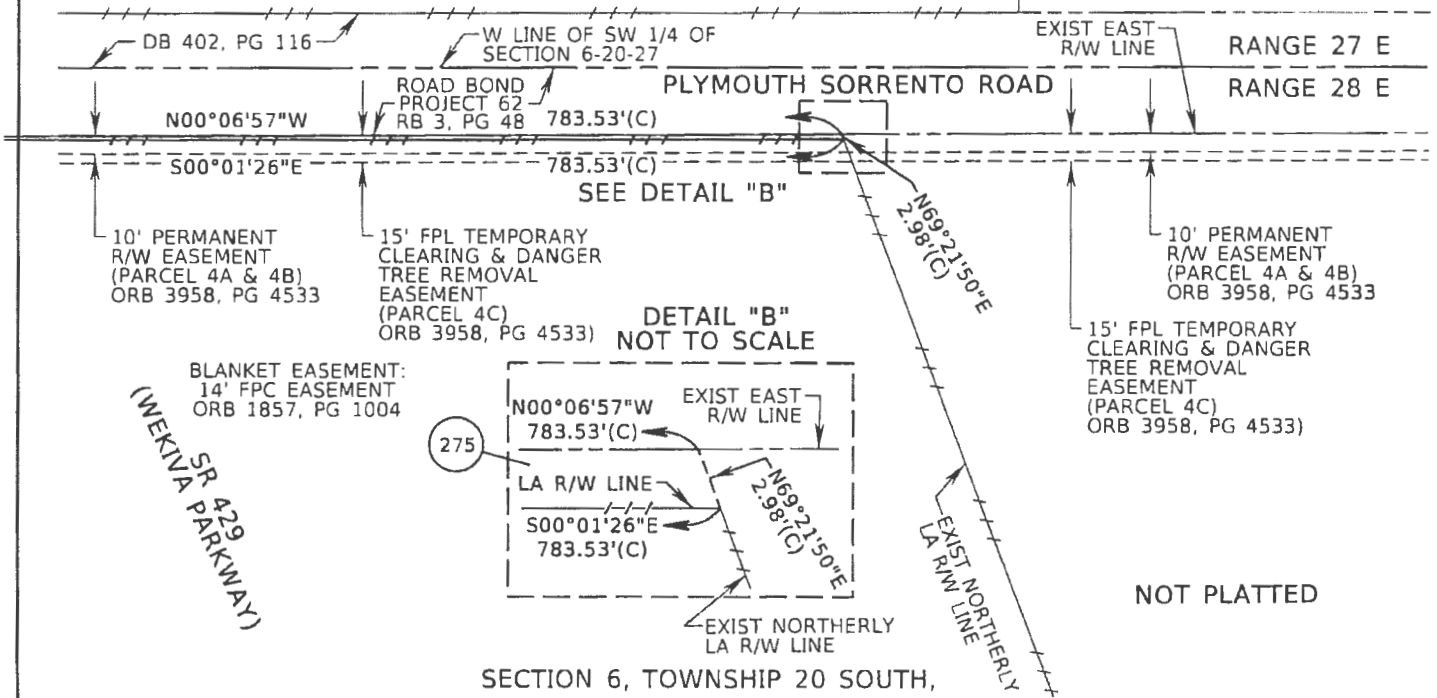 DB 402, PG 116
W LINE OF SW 1/4 OF
SECTION 6-20-27
EXIST EAST
R/W LINE
RANGE 27 E
RANGE 28 E
PLYMOUTH SORRENTO ROAD
ROAD BOND
PROJECT 62
RB 3, PG 48
N00°06'57"W
783.53'(C)
S00°01'26"E
783.53'(C)
SEE DETAIL "B"
N69°21'50"E
2.98'(C)
10' PERMANENT
R/W EASEMENT
(PARCEL 4A & 4B)
ORB 3958, PG 4533
15' FPL TEMPORARY
CLEARING & DANGER
TREE REMOVAL
EASEMENT
(PARCEL 4C)
ORB 3958, PG 4533)
10' PERMANENT
R/W EASEMENT
(PARCEL 4A & 4B)
ORB 3958, PG 4533
15' FPL TEMPORARY
CLEARING & DANGER
TREE REMOVAL
EASEMENT
(PARCEL 4C)
ORB 3958, PG 4533)
BLANKET EASEMENT:
14' FPC EASEMENT
ORB 1857, PG 1004
SR 429
(WEKIVA PARKWAY)
DETAIL "B"
NOT TO SCALE
275
N00°06'57"W
783.53'(C)
EXIST EAST
R/W LINE
LA R/W LINE
S00°01'26"E
783.53'(C)
N69°21'50"E
2.98'(C)
EXIST NORTHERLY
LA R/W LINE
EXIST NORTHERLY
LA R/W LINE
NOT PLATTED
SECTION 6, TOWNSHIP 20 SOUTH,